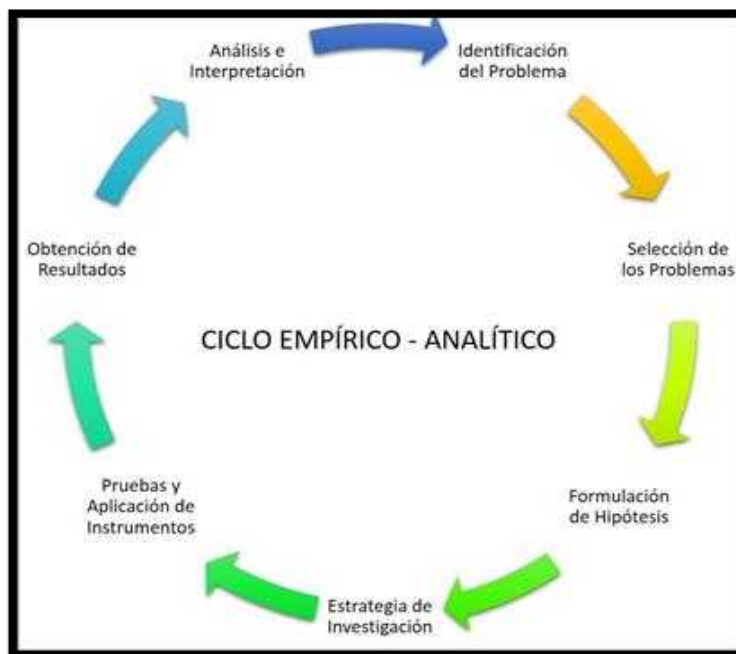 Análisis e
Interpretación
Identificación
del Problema
Selección de
los Problemas
Formulación
de Hipótesis
Estrategia de
Investigación
Pruebas y
Aplicación de
Instrumentos
Obtención de
Resultados
CICLO EMPÍRICO - ANALÍTICO